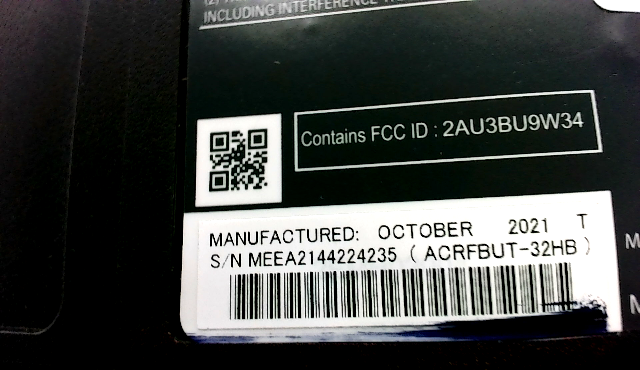 INCLUDING INTERFERENCE
Contains FCC ID : 2AU3BU9W34
MANUFACTURED: OCTOBER 2021 T
S/N MEEA2144224235 ( ACRFBUT-32HB )